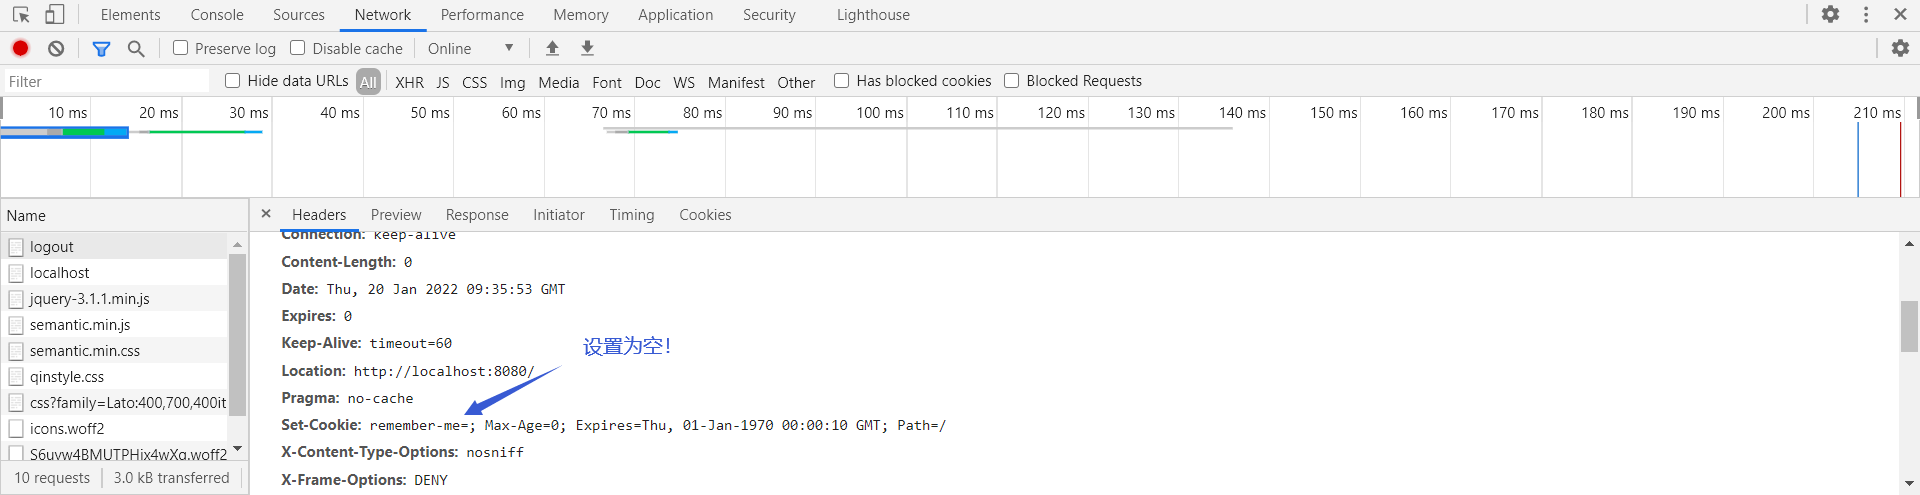 Elements Console Sources Network Performance Memory Application Security Lighthouse
Preserve log Disable cache Online
Filter Hide data URLs All XHR JS CSS Img Media Font Doc WS Manifest Other Has blocked cookies Blocked Requests
10 ms 20 ms 30 ms 40 ms 50 ms 60 ms 70 ms 80 ms 90 ms 100 ms 110 ms 120 ms 130 ms 140 ms 150 ms 160 ms 170 ms 180 ms 190 ms 200 ms 210 ms
Name
logout
localhost
jquery-3.1.1.min.js
semantic.min.js
semantic.min.css
qinstyle.css
css?family=Lato:400,700,400it
icons.woff2
S6uyw4BMUTPHjx4wXg.woff2
10 requests 3.0 kB transferred
Headers Preview Response Initiator Timing Cookies
Connection: keep-alive
Content-Length: 0
Date: Thu, 20 Jan 2022 09:35:53 GMT
Expires: 0
Keep-Alive: timeout=60
设置为空!
Location: http://localhost:8080/
Pragma: no-cache
Set-Cookie: remember-me=; Max-Age=0; Expires=Thu, 01-Jan-1970 00:00:10 GMT; Path=/
X-Content-Type-Options: nosniff
X-Frame-Options: DENY